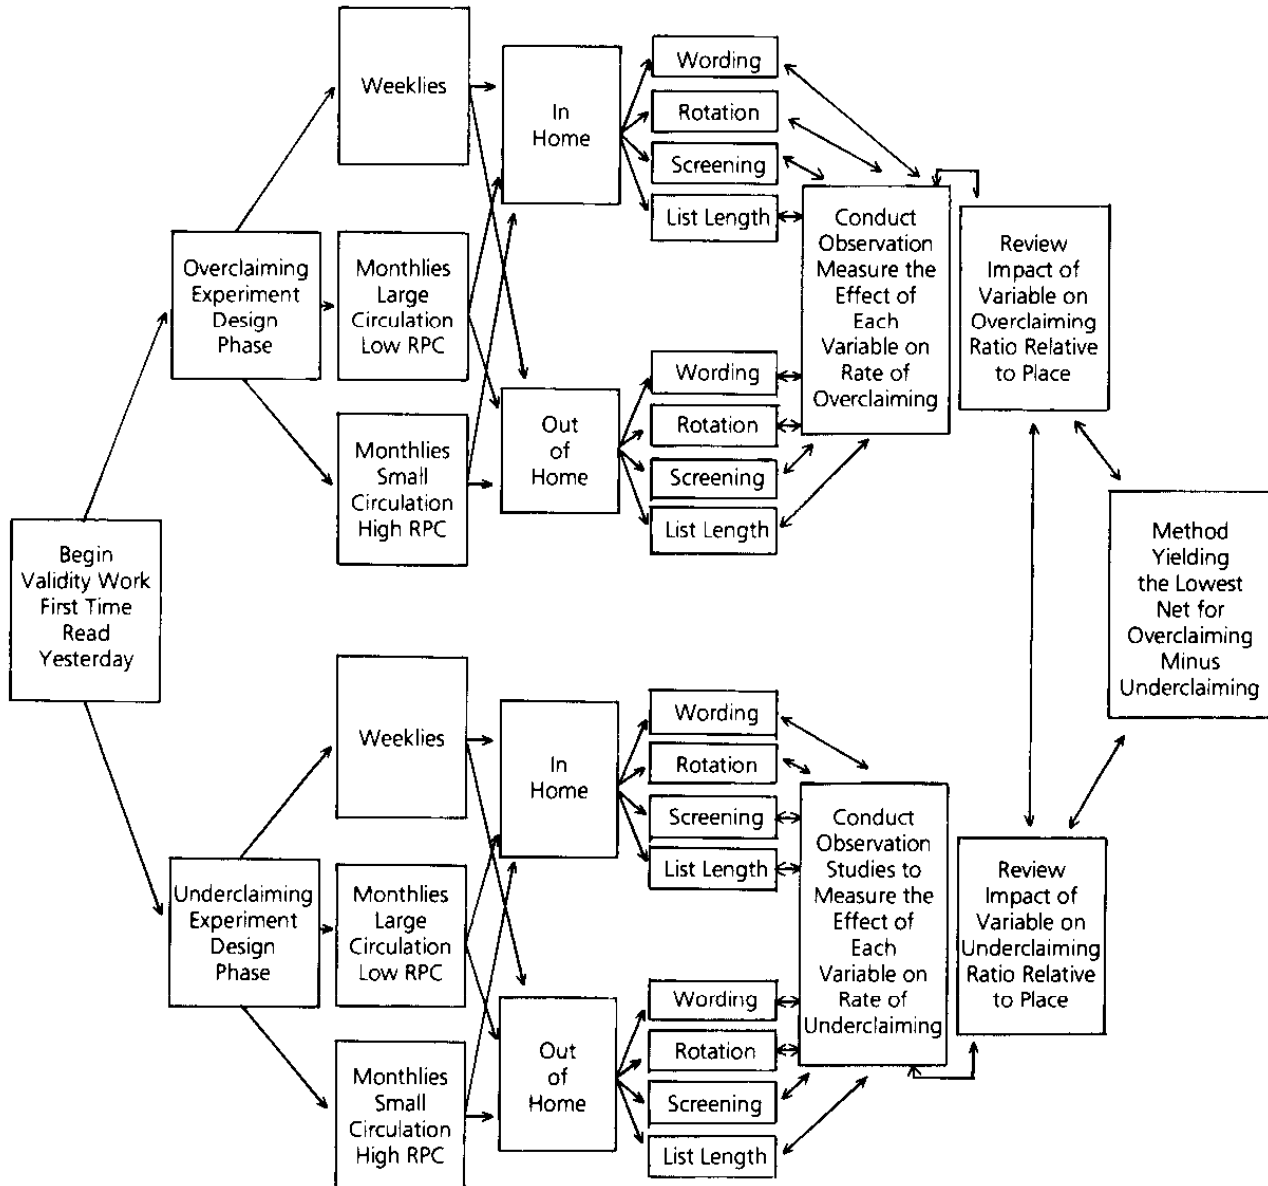 Weeklies
In
Home
Wording
Rotation
Screening
List Length
Overclaiming
Experiment
Design
Phase
Monthlies
Large
Circulation
Low RPC
Monthlies
Small
Circulation
High RPC
Out
of
Home
Wording
Rotation
Screening
List Length
Conduct
Observation
Measure the
Effect of
Each
Variable on
Rate of
Overclaiming
Review
Impact of
Variable on
Overclaiming
Ratio Relative
to Place
Begin
Validity Work
First Time
Read
Yesterday
Method
Yielding
the Lowest
Net for
Overclaiming
Minus
Underclaiming
Weeklies
In
Home
Wording
Rotation
Screening
List Length
Underclaiming
Experiment
Design
Phase
Monthlies
Large
Circulation
Low RPC
Monthlies
Small
Circulation
High RPC
Out
of
Home
Wording
Rotation
Screening
List Length
Conduct
Observation
Studies to
Measure the
Effect of
Each
Variable on
Rate of
Underclaiming
Review
Impact of
Variable on
Underclaiming
Ratio Relative
to Place